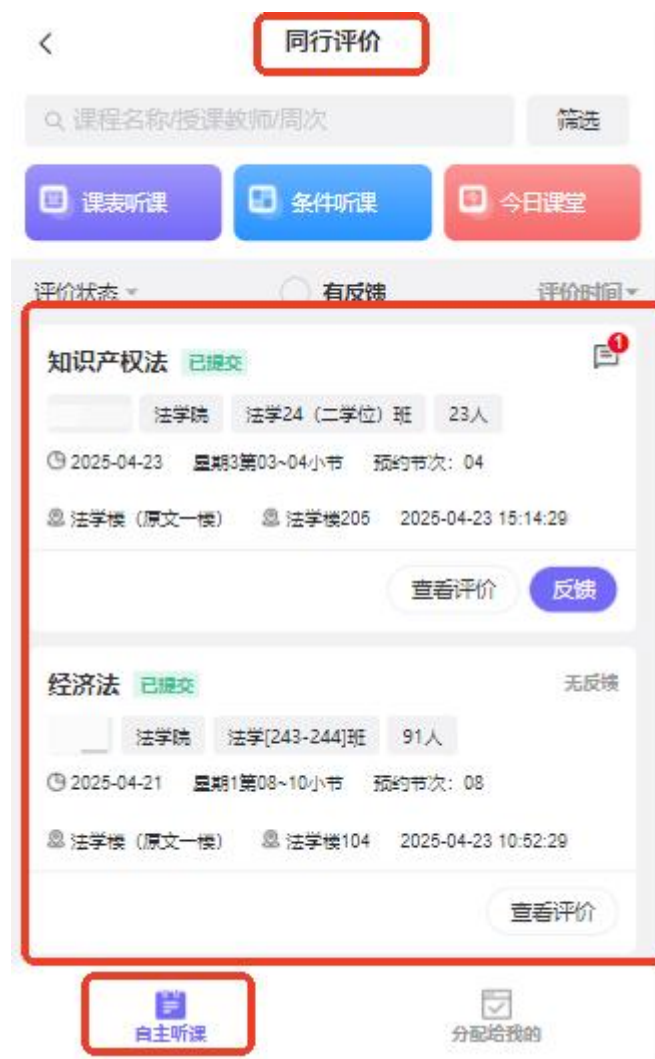 同行评价
课程名称/授课教师/周次 筛选
课表听课 条件听课 今日课堂
评价状态 有反馈 评价时间
知识产权法 已提交 1
法学院 法学24（二学位）班 23人
2025-04-23 星期3第03~04小节 预约节次：04
法学楼（原文一楼） 法学楼205 2025-04-23 15:14:29
查看评价 反馈
经济法 已提交 无反馈
法学院 法学[243-244]班 91人
2025-04-21 星期1第08~10小节 预约节次：08
法学楼（原文一楼） 法学楼104 2025-04-23 10:52:29
查看评价
自主听课 分配给我的